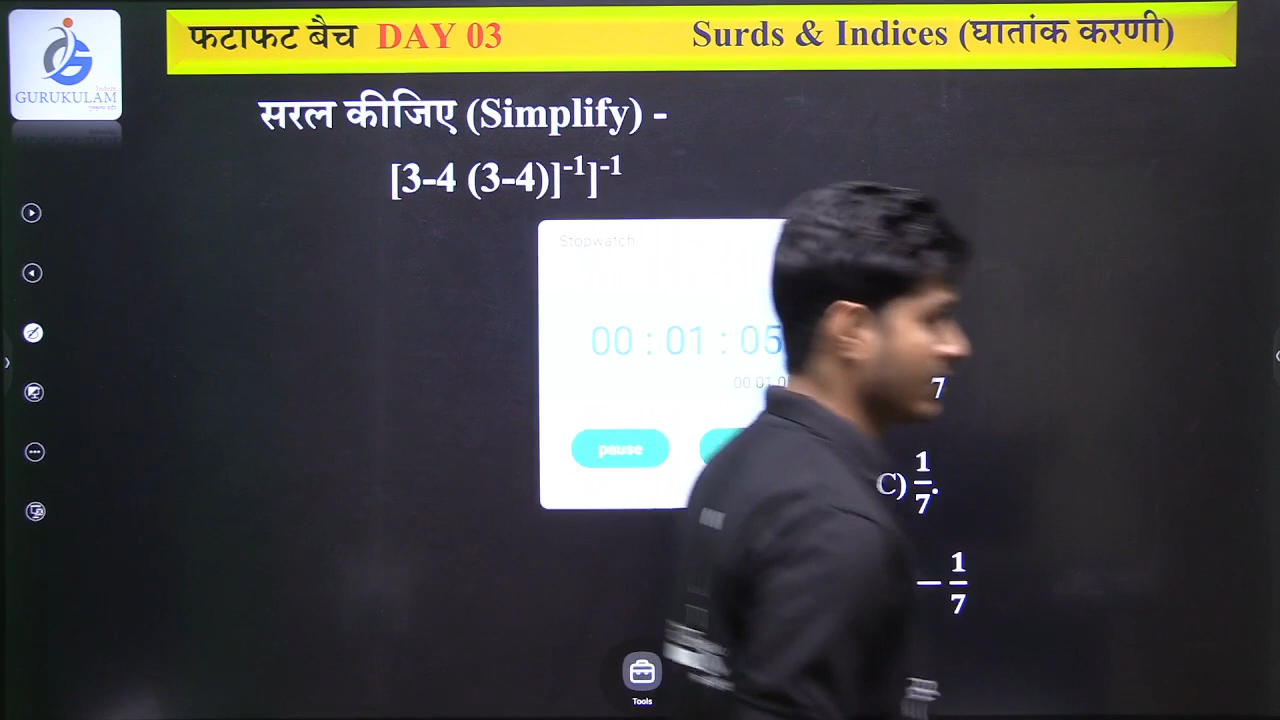 GURUKULAM
फटाफट बैच DAY 03 Surds & Indices (घातांक करणी)
सरल कीजिए (Simplify) -
[3-4 (3-4)]⁻¹]⁻¹
Stopwatch
00 : 01 : 05
pause
7
C) 1/7.
− 1/7
Tools